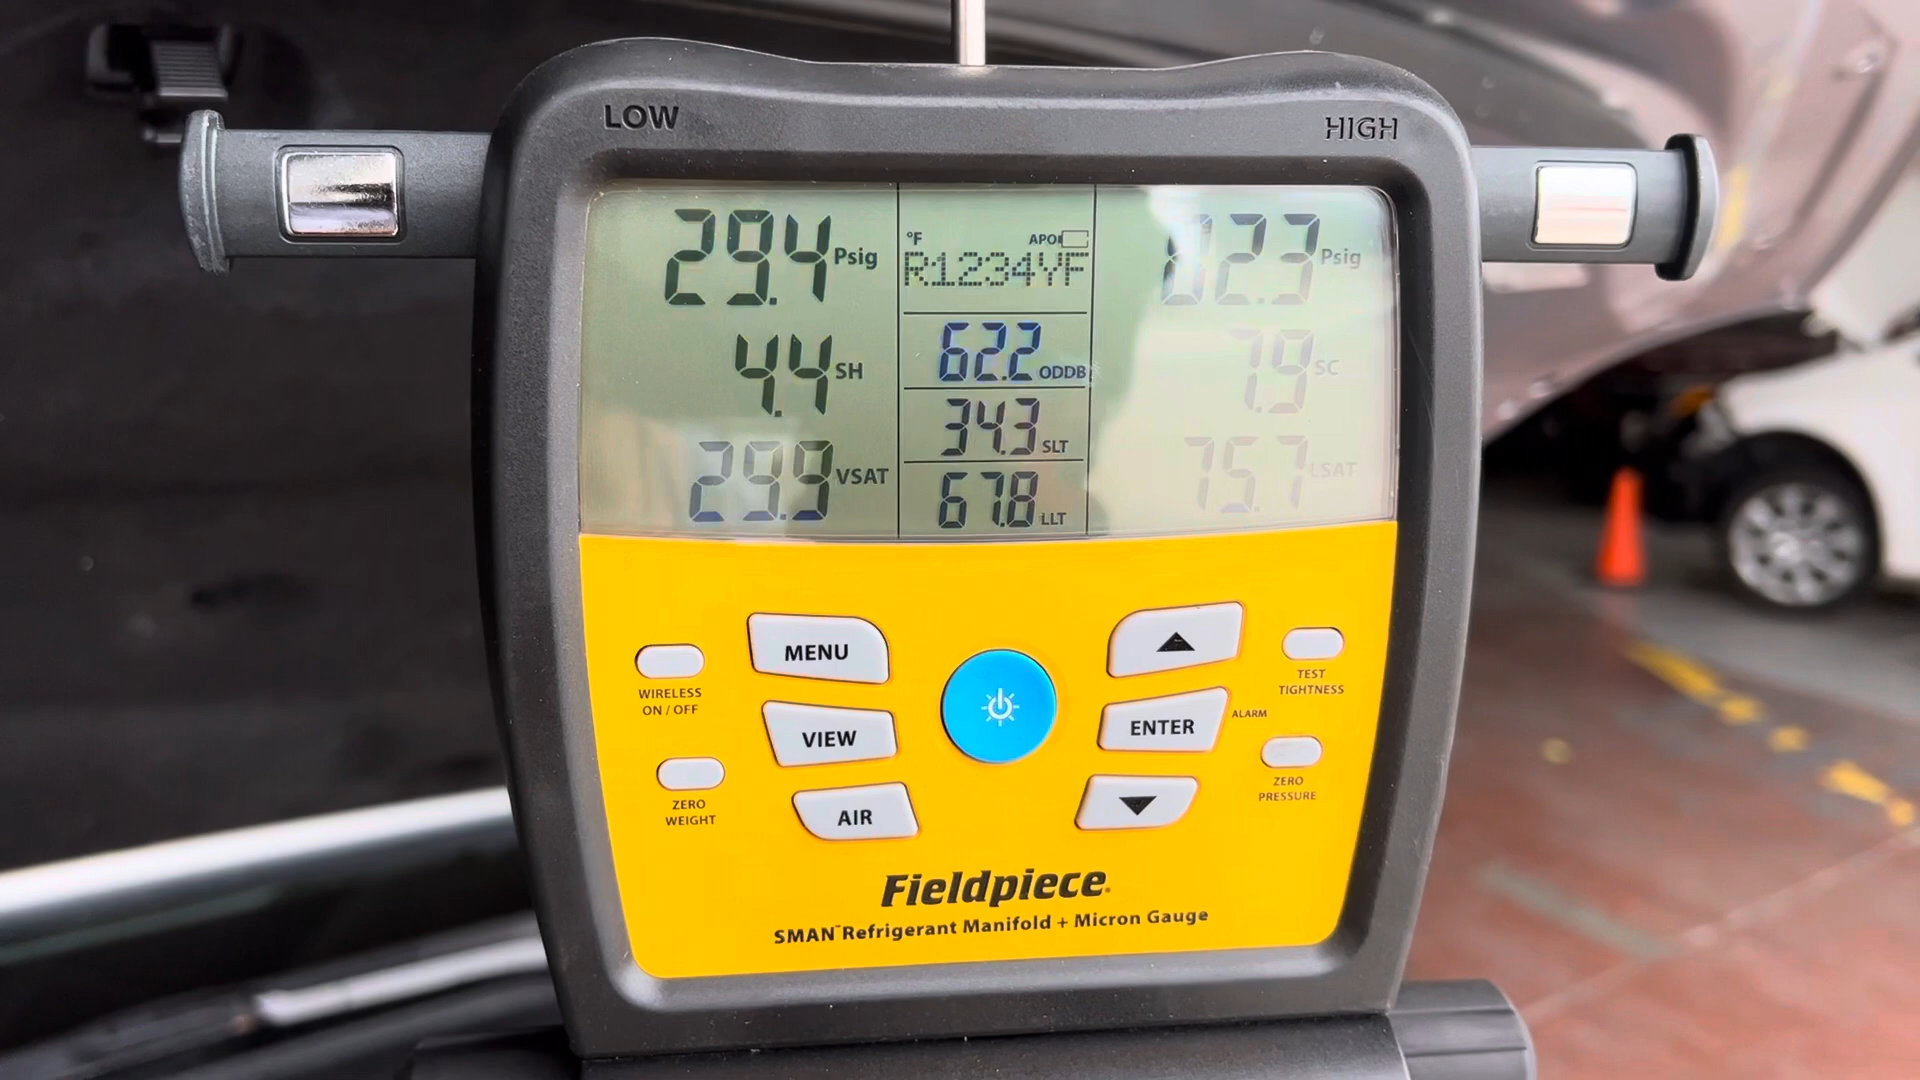 LOW
HIGH
29.4 Psig
°F APO
R1234YF
82.3 Psig
4.4 SH
62.2 ODDB
7.9 SC
34.3 SLT
29.9 VSAT
67.8 LLT
75.7 LSAT
MENU
WIRELESS
ON / OFF
TEST
TIGHTNESS
VIEW
ENTER
ALARM
ZERO
WEIGHT
AIR
ZERO
PRESSURE
Fieldpiece®
SMAN™ Refrigerant Manifold + Micron Gauge